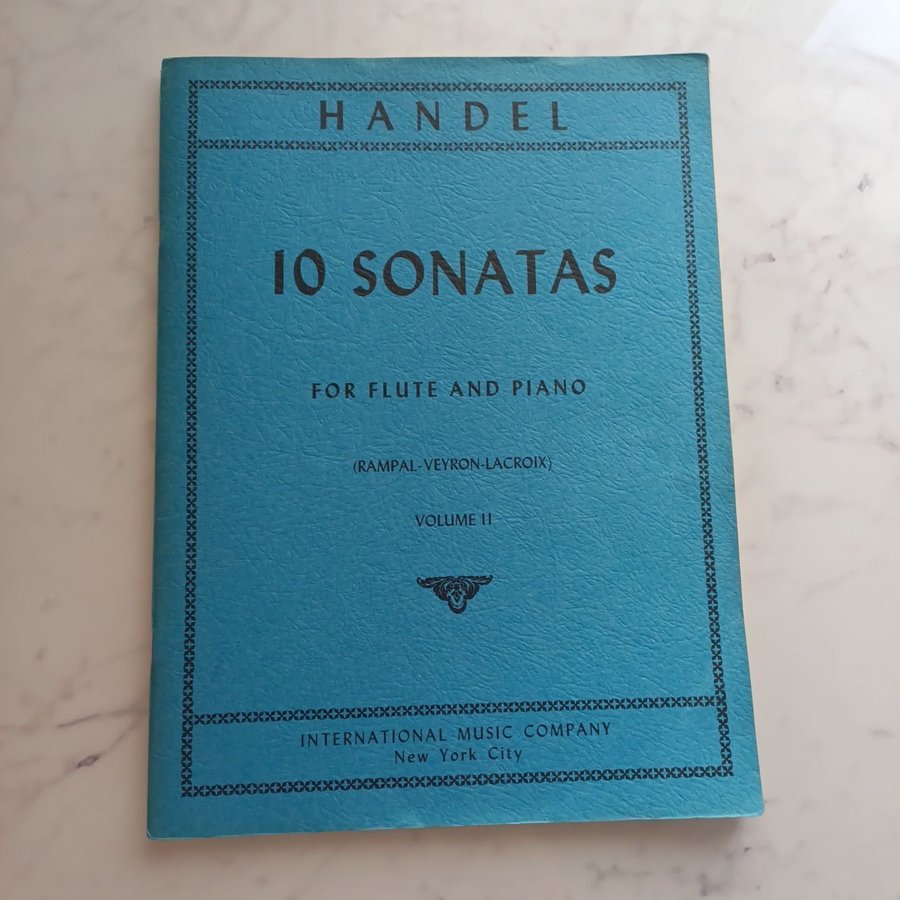 HANDEL
10 SONATAS
FOR FLUTE AND PIANO
(RAMPAL-VEYRON-LACROIX)
VOLUME II
INTERNATIONAL MUSIC COMPANY
New York City